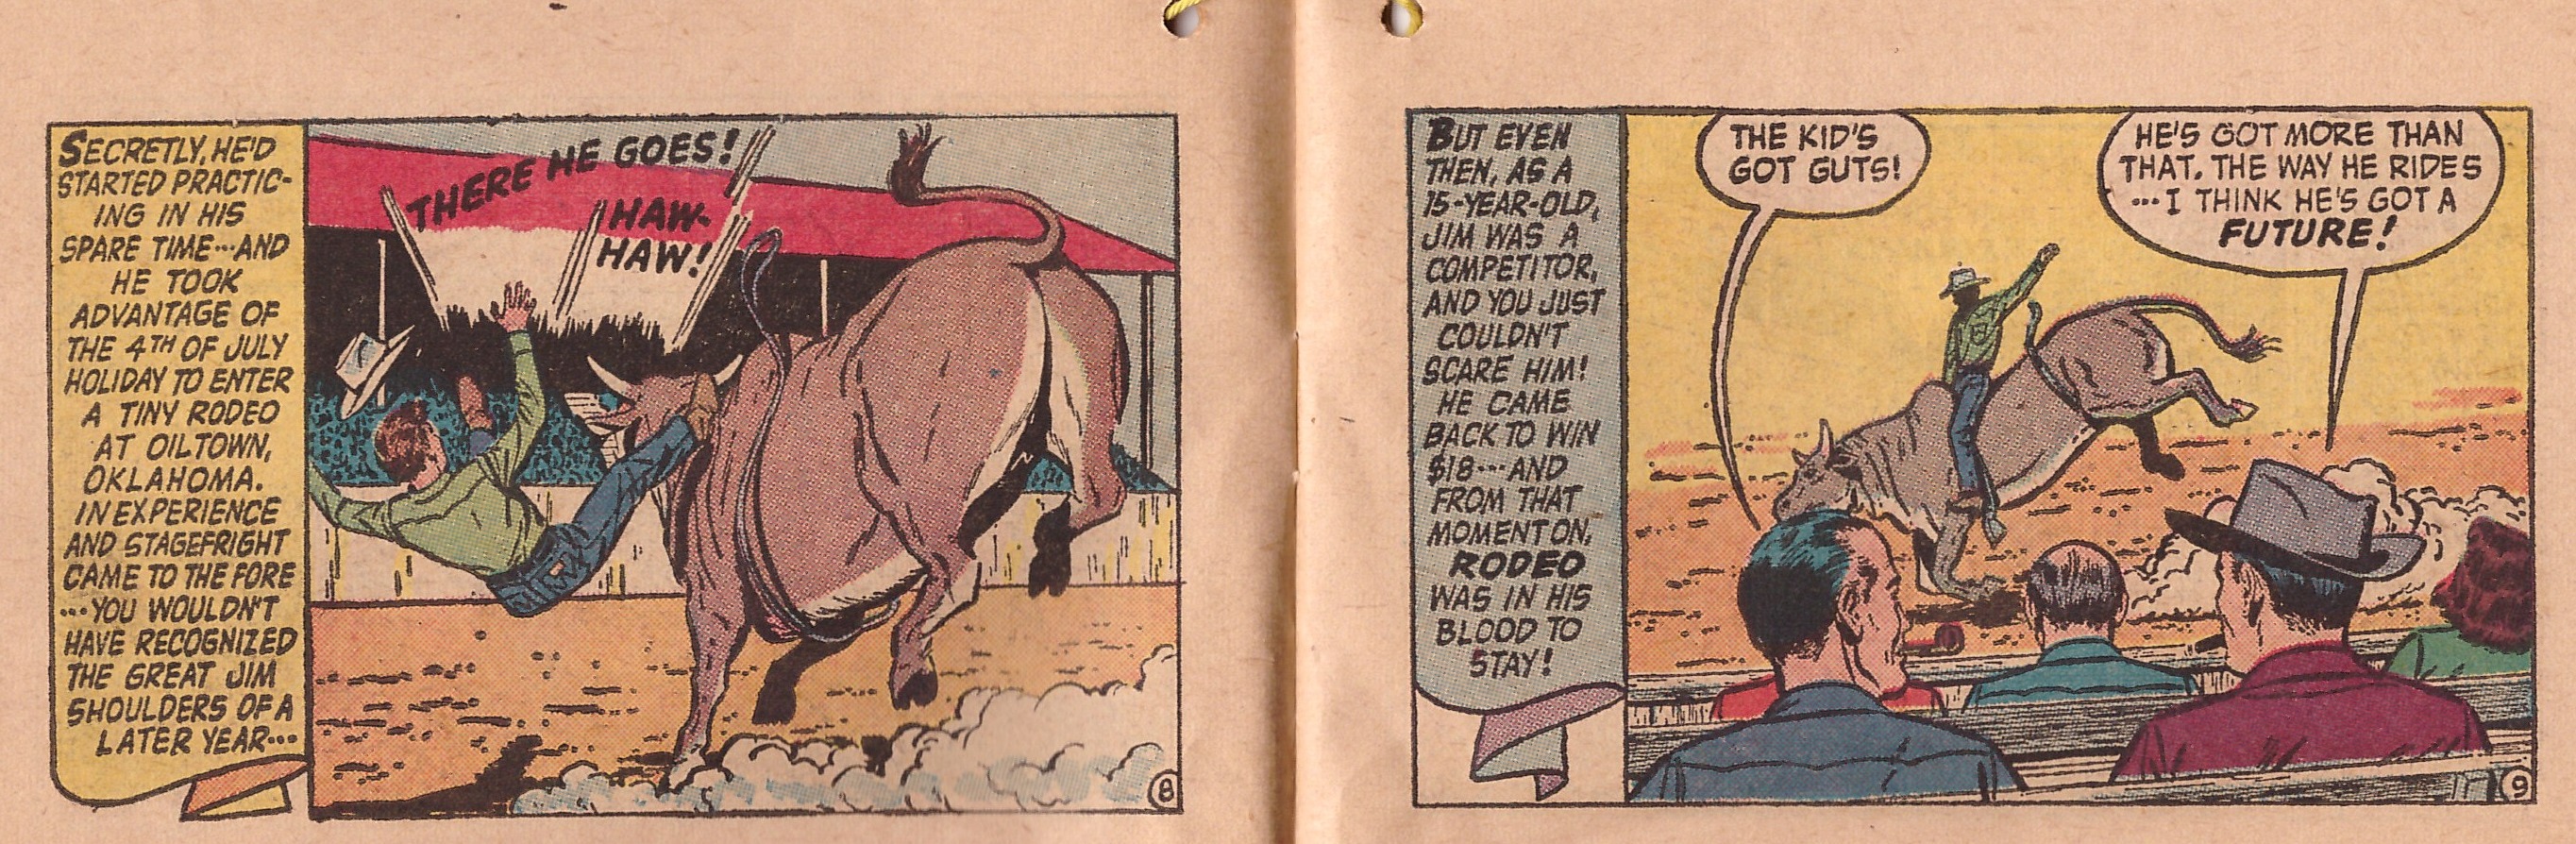 SECRETLY, HE'D
STARTED PRACTIC-
ING IN HIS
SPARE TIME...AND
HE TOOK
ADVANTAGE OF
THE 4TH OF JULY
HOLIDAY TO ENTER
A TINY RODEO
AT OILTOWN,
OKLAHOMA.
INEXPERIENCE
AND STAGEFRIGHT
CAME TO THE FORE
...YOU WOULDN'T
HAVE RECOGNIZED
THE GREAT JIM
SHOULDERS OF A
LATER YEAR...
THERE HE GOES!
HAW-
HAW!
8
BUT EVEN
THEN, AS A
15-YEAR-OLD,
JIM WAS A
COMPETITOR,
AND YOU JUST
COULDN'T
SCARE HIM!
HE CAME
BACK TO WIN
$18...AND
FROM THAT
MOMENT ON,
RODEO
WAS IN HIS
BLOOD TO
STAY!
THE KID'S
GOT GUTS!
HE'S GOT MORE THAN
THAT. THE WAY HE RIDES
...I THINK HE'S GOT A
FUTURE!
9